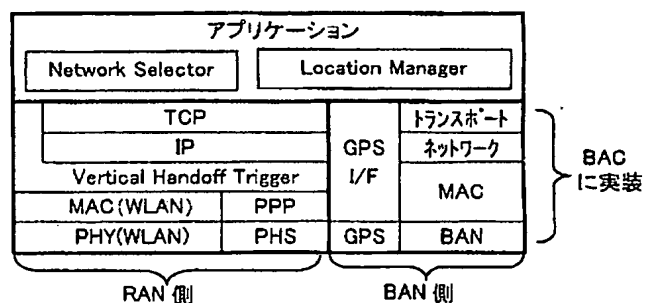 アプリケーション
Network Selector
Location Manager
TCP
IP
Vertical Handoff Trigger
MAC(WLAN)
PPP
PHY(WLAN)
PHS
GPS
I/F
GPS
トランスポート
ネットワーク
MAC
BAN
BAC
に実装
RAN 側
BAN 側